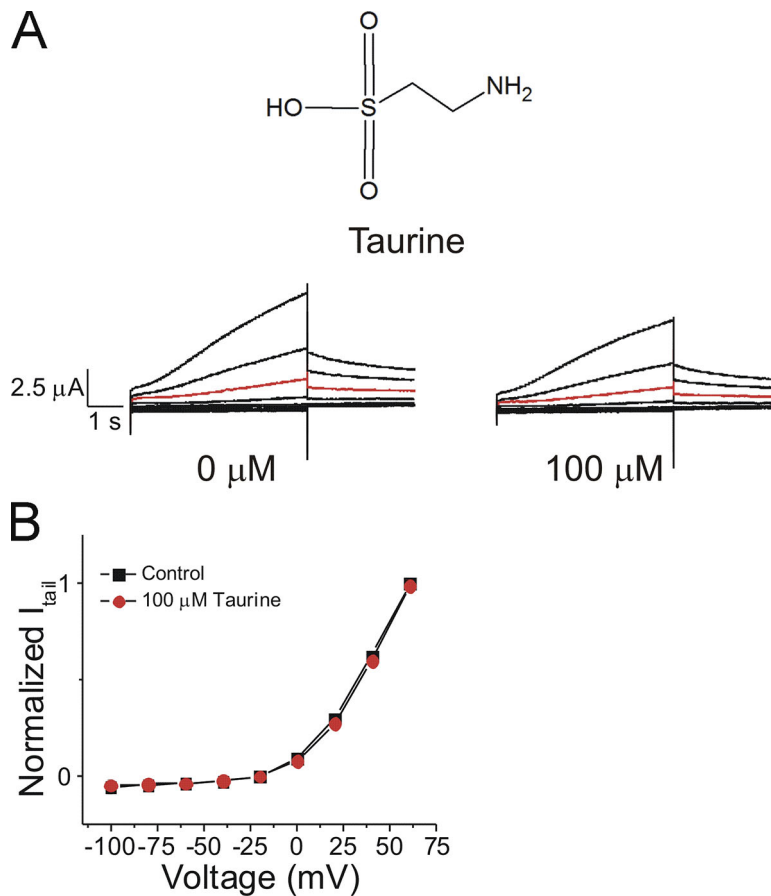 A
O
HO
S
NH2
O
Taurine
2.5 μA
1 s
0 μM
100 μM
B
Normalized Itail
1
0
Control
100 μM Taurine
-100 -75 -50 -25 0 25 50 75
Voltage (mV)